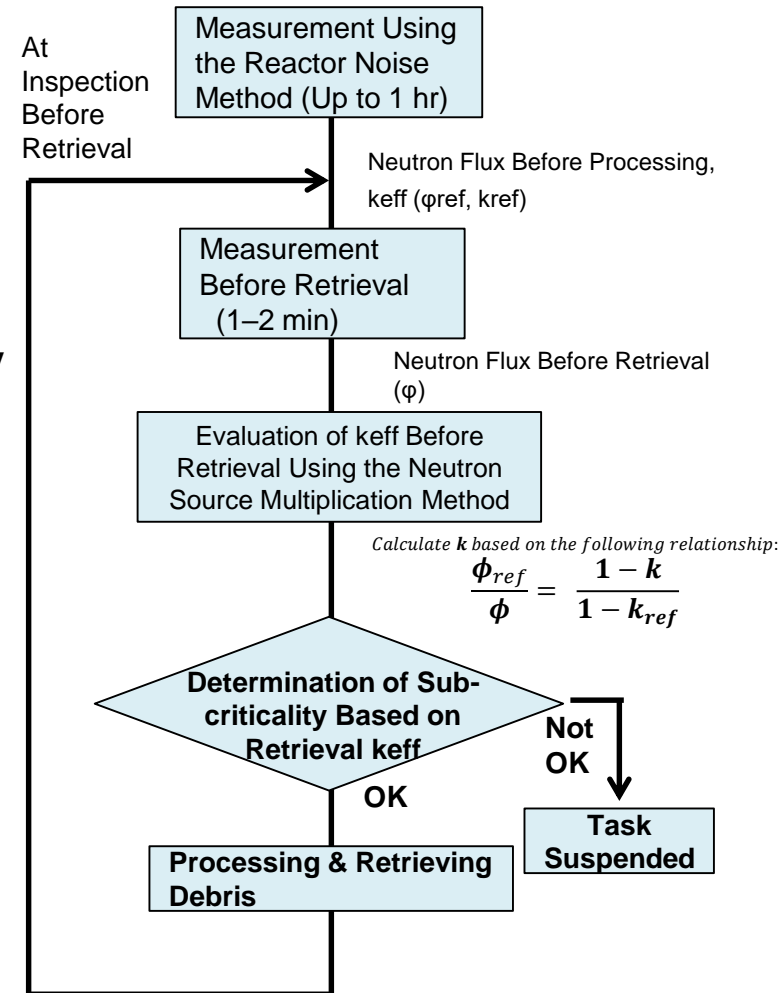 Measurement Using
the Reactor Noise
Method (Up to 1 hr)
At
Inspection
Before
Retrieval
Neutron Flux Before Processing,
keff (φref, kref)
Measurement
Before Retrieval
(1–2 min)
Neutron Flux Before Retrieval
(φ)
Evaluation of keff Before
Retrieval Using the Neutron
Source Multiplication Method
Calculate k based on the following relationship:
ϕref / ϕ = (1 − k) / (1 − kref)
Determination of Sub-
criticality Based on
Retrieval keff
Not
OK
OK
Task
Suspended
Processing & Retrieving
Debris